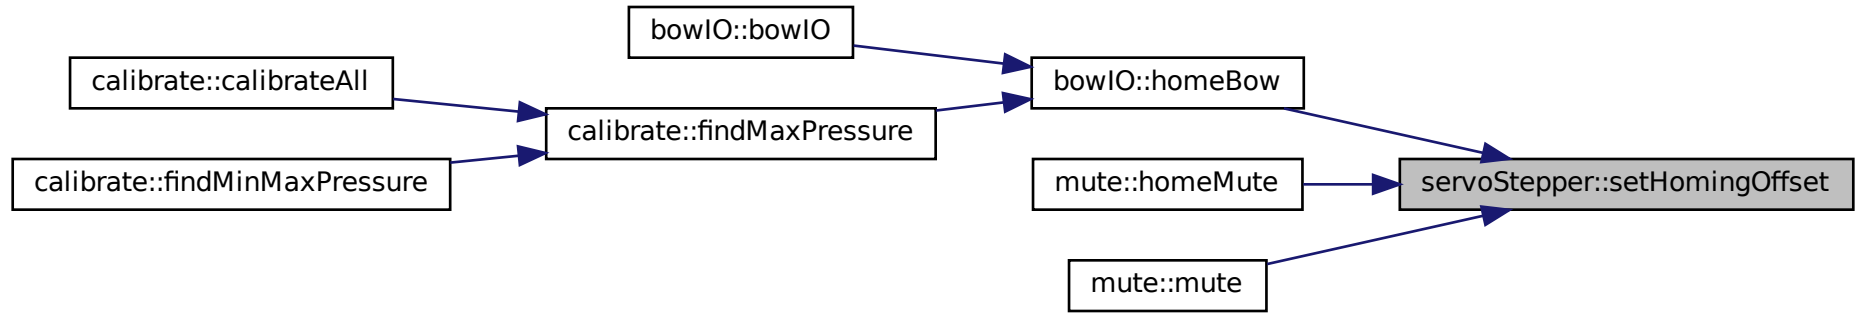 bowIO::bowIO
calibrate::calibrateAll
bowIO::homeBow
calibrate::findMaxPressure
calibrate::findMinMaxPressure
mute::homeMute
servoStepper::setHomingOffset
mute::mute